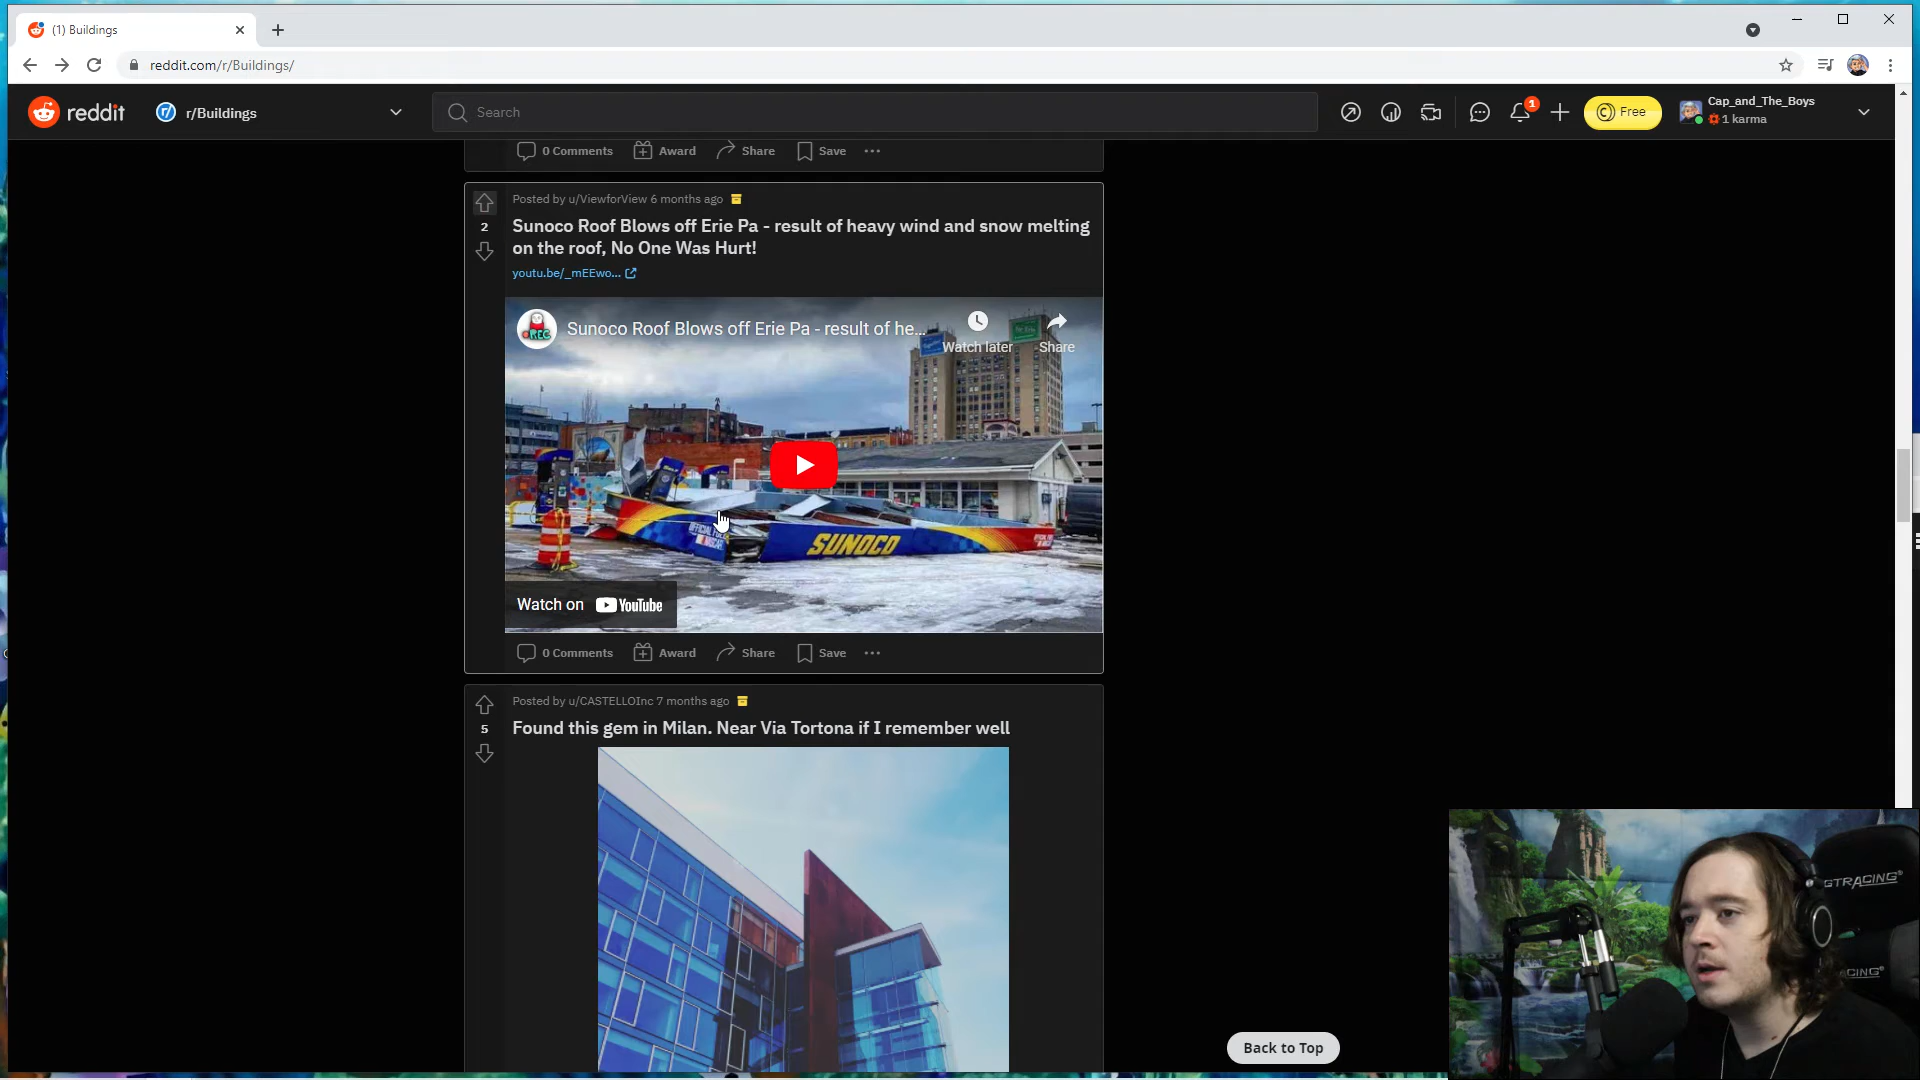 (1) Buildings
reddit.com/r/Buildings/
reddit
r/Buildings
Search
1
Free
Cap_and_The_Boys
1 karma
0 Comments
Award
Share
Save
Posted by u/ViewforView 6 months ago
2
Sunoco Roof Blows off Erie Pa - result of heavy wind and snow melting
on the roof, No One Was Hurt!
youtu.be/_mEEwo...
REC
Sunoco Roof Blows off Erie Pa - result of he...
Watch later
Share
SUNOCO
Watch on YouTube
0 Comments
Award
Share
Save
Posted by u/CASTELLOInc 7 months ago
5
Found this gem in Milan. Near Via Tortona if I remember well
GTRACING
CING
Back to Top